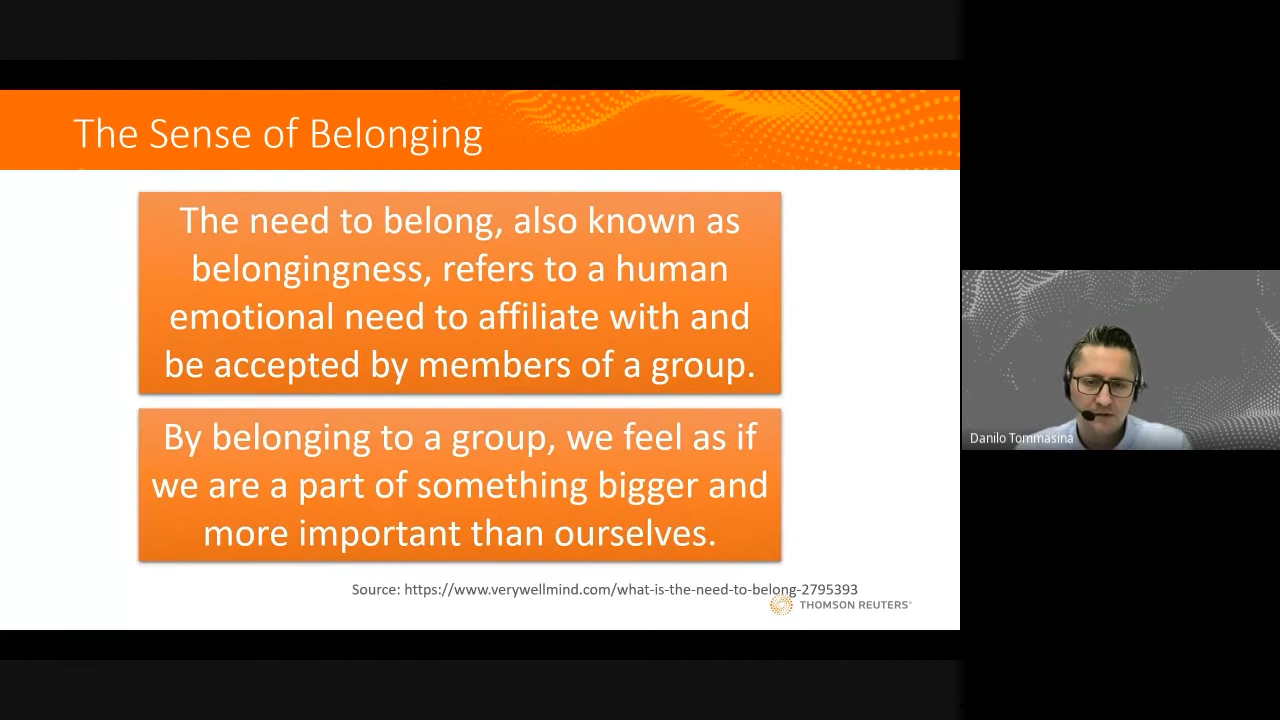 The Sense of Belonging
The need to belong, also known as
belongingness, refers to a human
emotional need to affiliate with and
be accepted by members of a group.
By belonging to a group, we feel as if
we are a part of something bigger and
more important than ourselves.
Source: https://www.verywellmind.com/what-is-the-need-to-belong-2795393
THOMSON REUTERS®
Danilo Tommasina